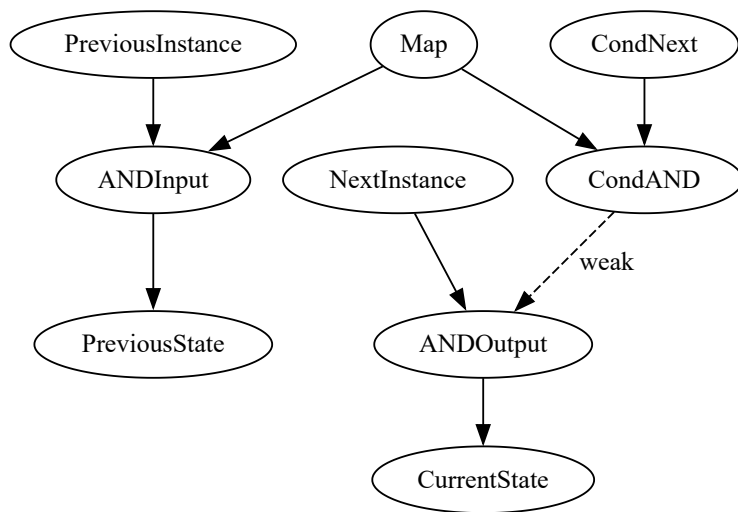 PreviousInstance
Map
CondNext
ANDInput
NextInstance
CondAND
weak
PreviousState
ANDOutput
CurrentState